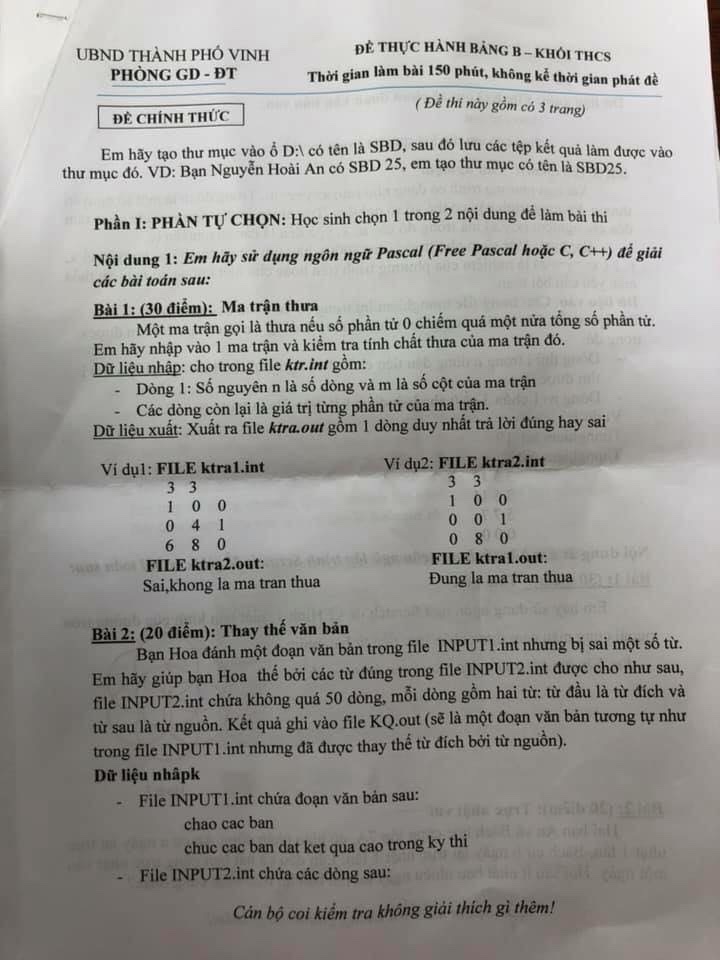 UBND THÀNH PHỐ VINH
PHÒNG GD - ĐT
ĐỀ CHÍNH THỨC
ĐỀ THỰC HÀNH BẢNG B – KHỐI THCS
Thời gian làm bài 150 phút, không kể thời gian phát đề
( Đề thi này gồm có 3 trang)
Em hãy tạo thư mục vào ổ D:\ có tên là SBD, sau đó lưu các tệp kết quả làm được vào
thư mục đó. VD: Bạn Nguyễn Hoài An có SBD 25, em tạo thư mục có tên là SBD25.
Phần I: PHẦN TỰ CHỌN: Học sinh chọn 1 trong 2 nội dung để làm bài thi
Nội dung 1: Em hãy sử dụng ngôn ngữ Pascal (Free Pascal hoặc C, C++) để giải
các bài toán sau:
Bài 1: (30 điểm): Ma trận thưa
Một ma trận gọi là thưa nếu số phần tử 0 chiếm quá một nửa tổng số phần tử.
Em hãy nhập vào 1 ma trận và kiểm tra tính chất thưa của ma trận đó.
Dữ liệu nhập: cho trong file ktr.int gồm:
- Dòng 1: Số nguyên n là số dòng và m là số cột của ma trận
- Các dòng còn lại là giá trị từng phần tử của ma trận.
Dữ liệu xuất: Xuất ra file ktra.out gồm 1 dòng duy nhất trả lời đúng hay sai
Ví dụ1: FILE ktra1.int
3 3
1 0 0
0 4 1
6 8 0
FILE ktra2.out:
Sai,khong la ma tran thua
Ví dụ2: FILE ktra2.int
3 3
1 0 0
0 0 1
0 8 0
FILE ktra1.out:
Đung la ma tran thua
Bài 2: (20 điểm): Thay thế văn bản
Bạn Hoa đánh một đoạn văn bản trong file INPUT1.int nhưng bị sai một số từ.
Em hãy giúp bạn Hoa thế bởi các từ đúng trong file INPUT2.int được cho như sau,
file INPUT2.int chứa không quá 50 dòng, mỗi dòng gồm hai từ: từ đầu là từ đích và
từ sau là từ nguồn. Kết quả ghi vào file KQ.out (sẽ là một đoạn văn bản tương tự như
trong file INPUT1.int nhưng đã được thay thế từ đích bởi từ nguồn).
Dữ liệu nhâpk
- File INPUT1.int chứa đoạn văn bản sau:
chao cac ban
chuc cac ban dat ket qua cao trong ky thi
- File INPUT2.int chứa các dòng sau:
Cán bộ coi kiểm tra không giải thích gì thêm!